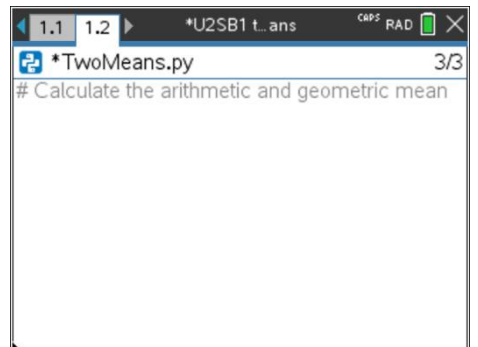 1.1 1.2 *U2SB1 t…ans CAPS RAD
*TwoMeans.py 3/3
# Calculate the arithmetic and geometric mean